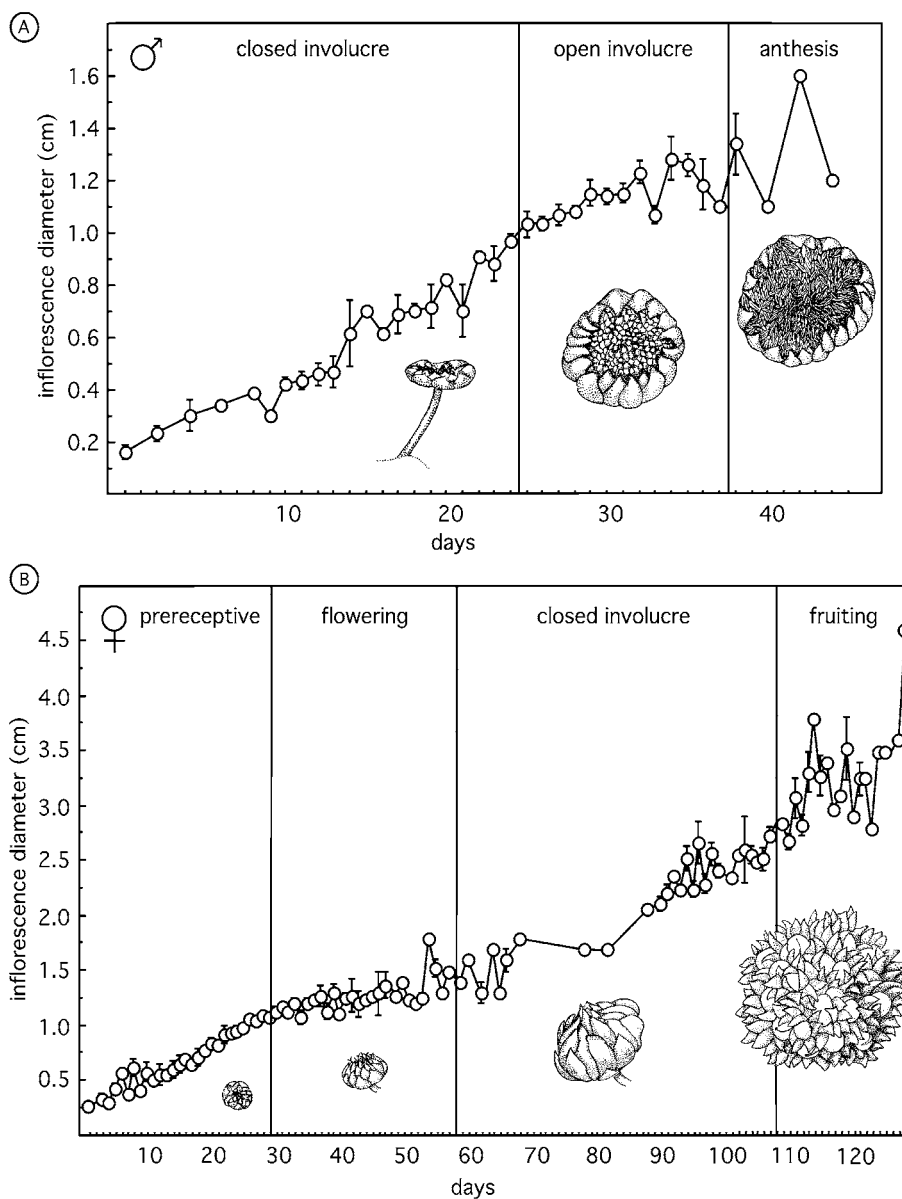 A
♂
closed involucre open involucre anthesis
1.6
1.4
1.2
1.0
0.8
0.6
0.4
0.2
inflorescence diameter (cm)
10 20 30 40
days
B
♀
prereceptive flowering closed involucre fruiting
4.5
4.0
3.5
3.0
2.5
2.0
1.5
1.0
0.5
inflorescence diameter (cm)
10 20 30 40 50 60 70 80 90 100 110 120
days